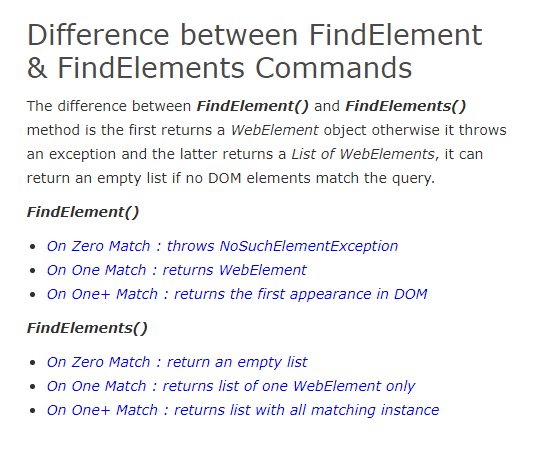 Difference between FindElement
& FindElements Commands
The difference between FindElement() and FindElements()
method is the first returns a WebElement object otherwise it throws
an exception and the latter returns a List of WebElements, it can
return an empty list if no DOM elements match the query.
FindElement()
• On Zero Match : throws NoSuchElementException
• On One Match : returns WebElement
• On One+ Match : returns the first appearance in DOM
FindElements()
• On Zero Match : return an empty list
• On One Match : returns list of one WebElement only
• On One+ Match : returns list with all matching instance